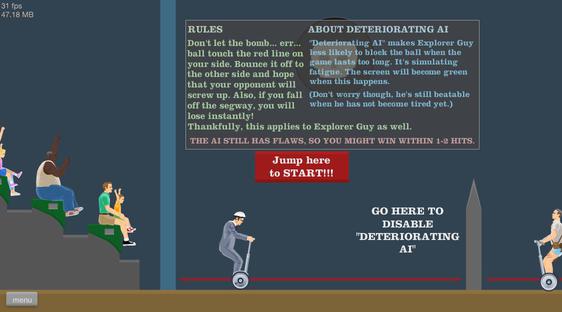 31 fps
47.18 MB
RULES
Don't let the bomb... err...
ball touch the red line on
your side. Bounce it off to
the other side and hope
that your opponent will
screw up. Also, if you fall
off the segway, you will
lose instantly!
Thankfully, this applies to Explorer Guy as well.
ABOUT DETERIORATING AI
"Deteriorating AI" makes Explorer Guy
less likely to block the ball when the
game lasts too long. It's simulating
fatigue. The screen will become green
when this happens.
(Don't worry though, he's still beatable
when he has not become tired yet.)
THE AI STILL HAS FLAWS, SO YOU MIGHT WIN WITHIN 1-2 HITS.
Jump here
to START!!!
GO HERE TO
DISABLE
"DETERIORATING
AI"
menu